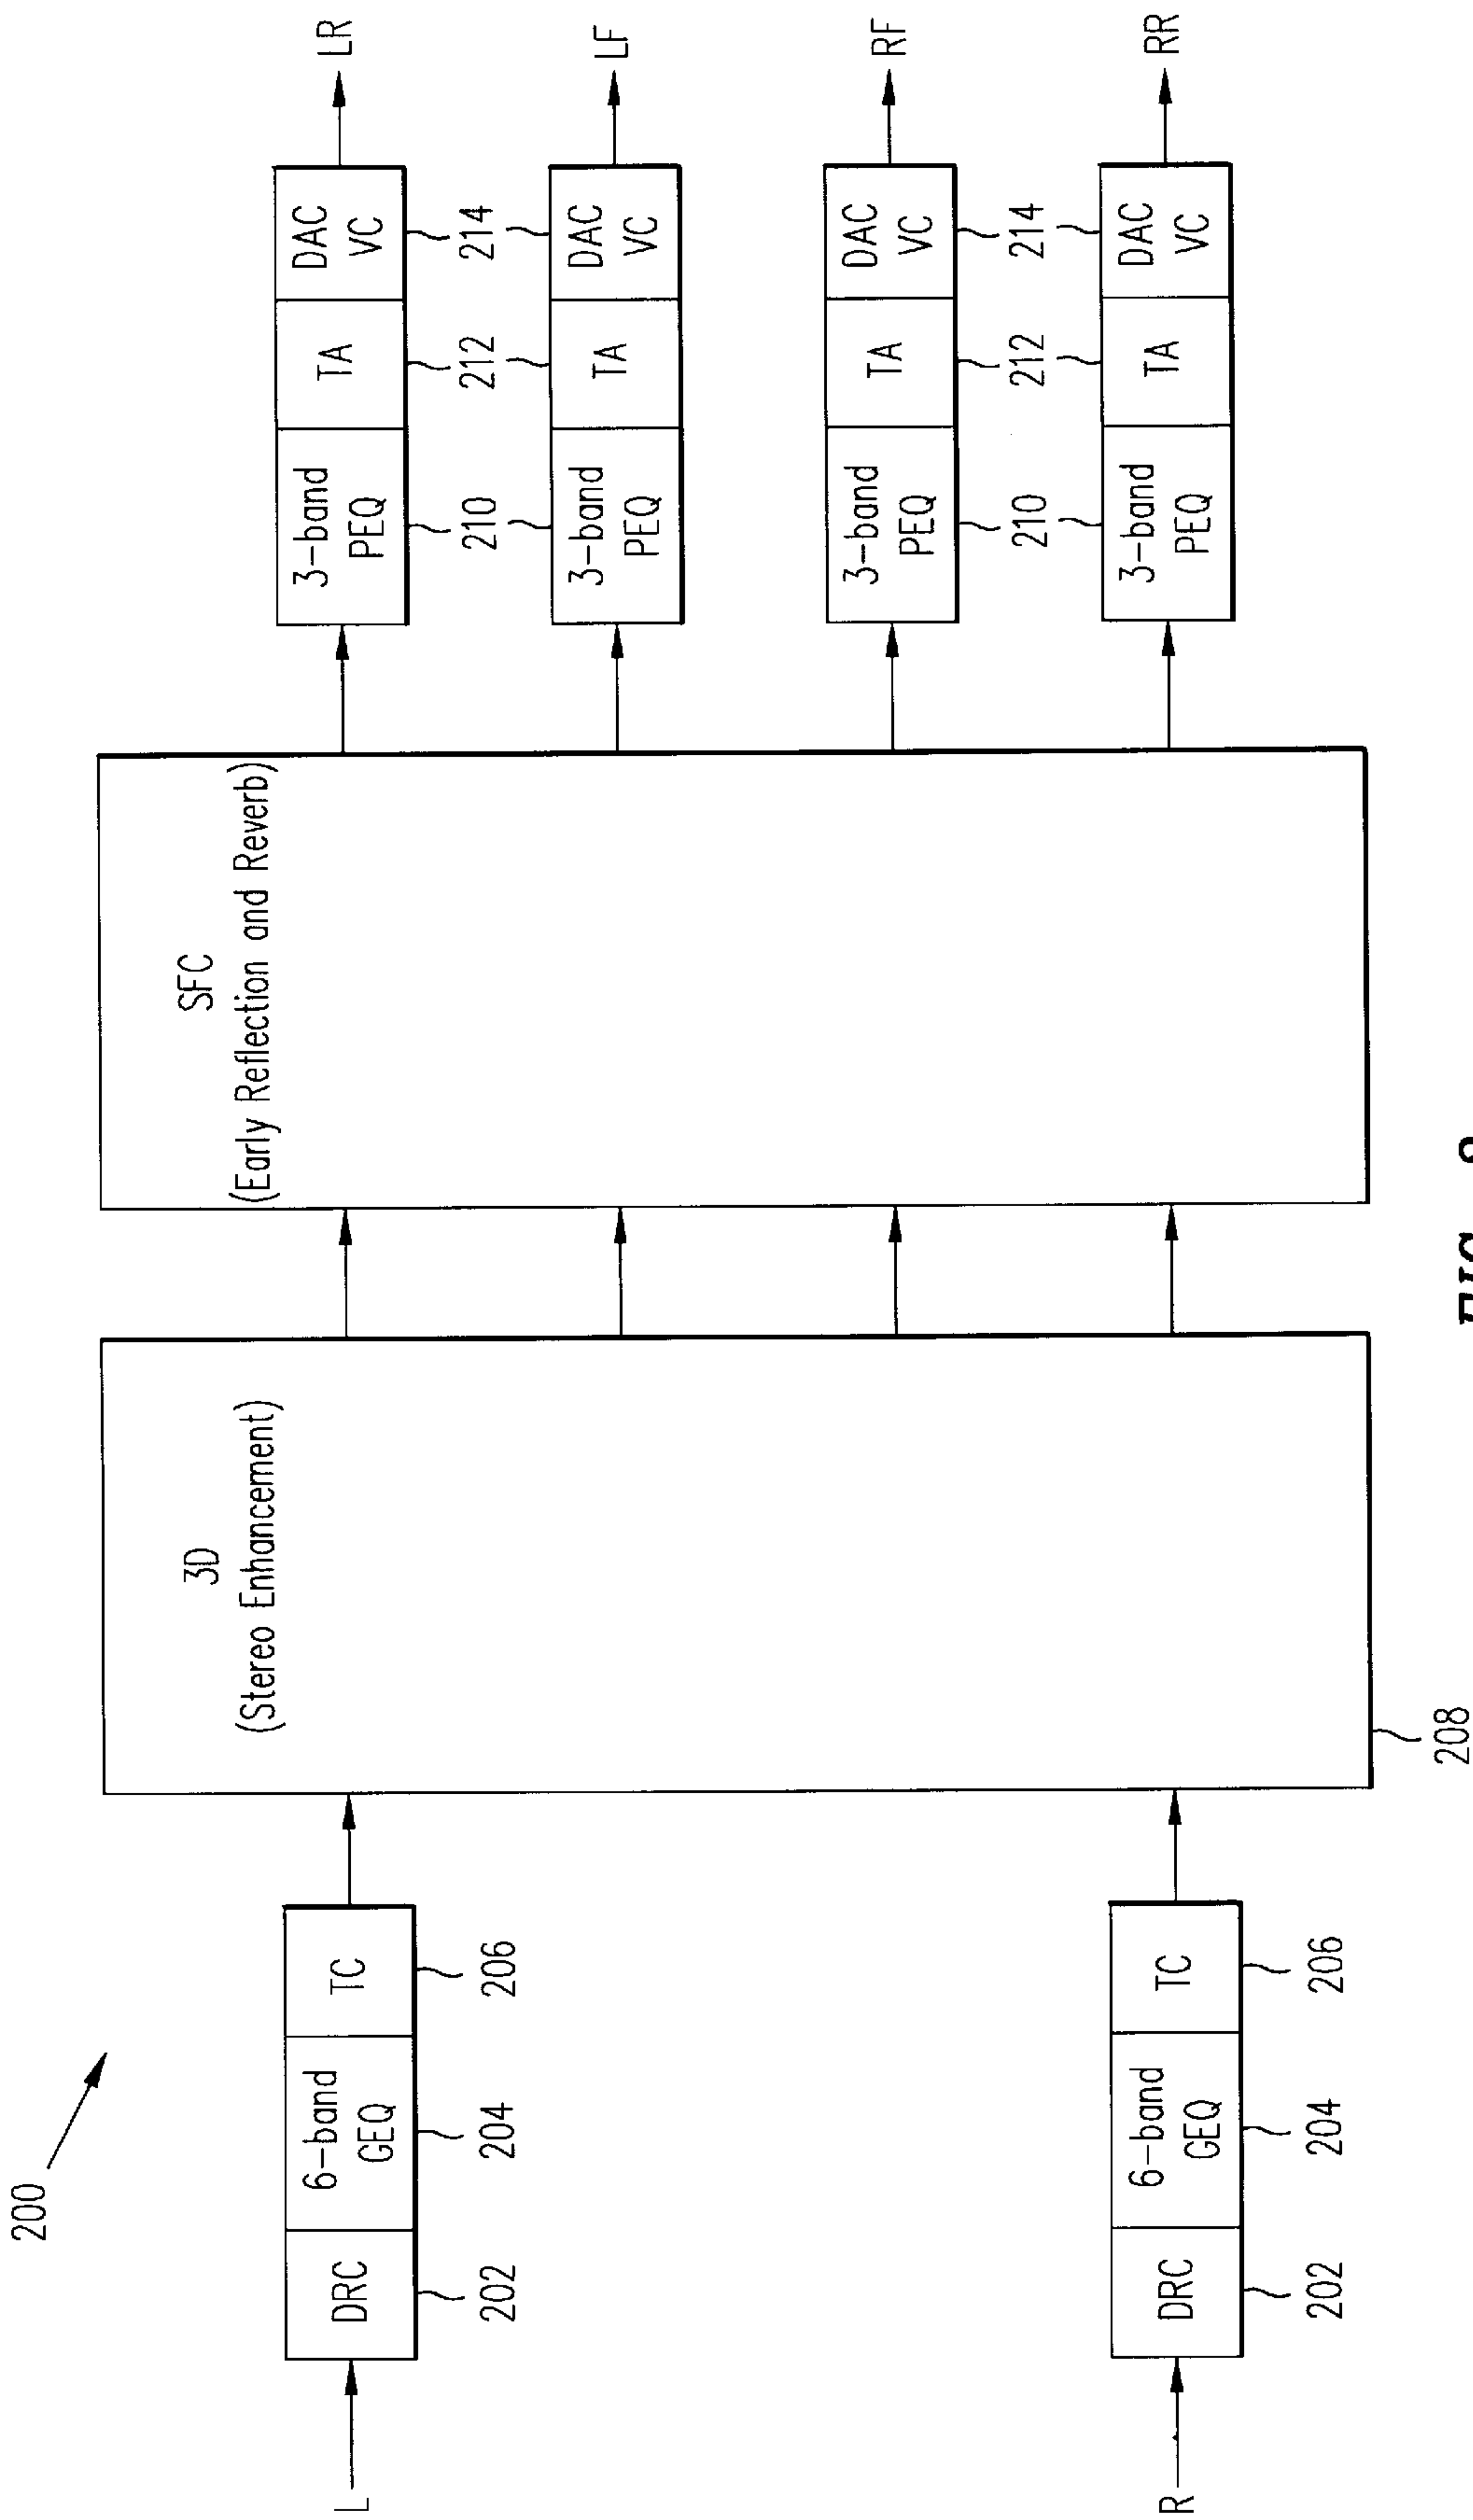 200
L
DRC
6-band
GEQ
TC
202
204
206
R
DRC
6-band
GEQ
TC
202
204
206
3D
(Stereo Enhancement)
208
SFC
(Early Reflection and Reverb)
3-band
PEQ
TA
DAC
VC
LR
210
212
214
3-band
PEQ
TA
DAC
VC
LF
3-band
PEQ
TA
DAC
VC
RF
210
212
214
3-band
PEQ
TA
DAC
VC
RR